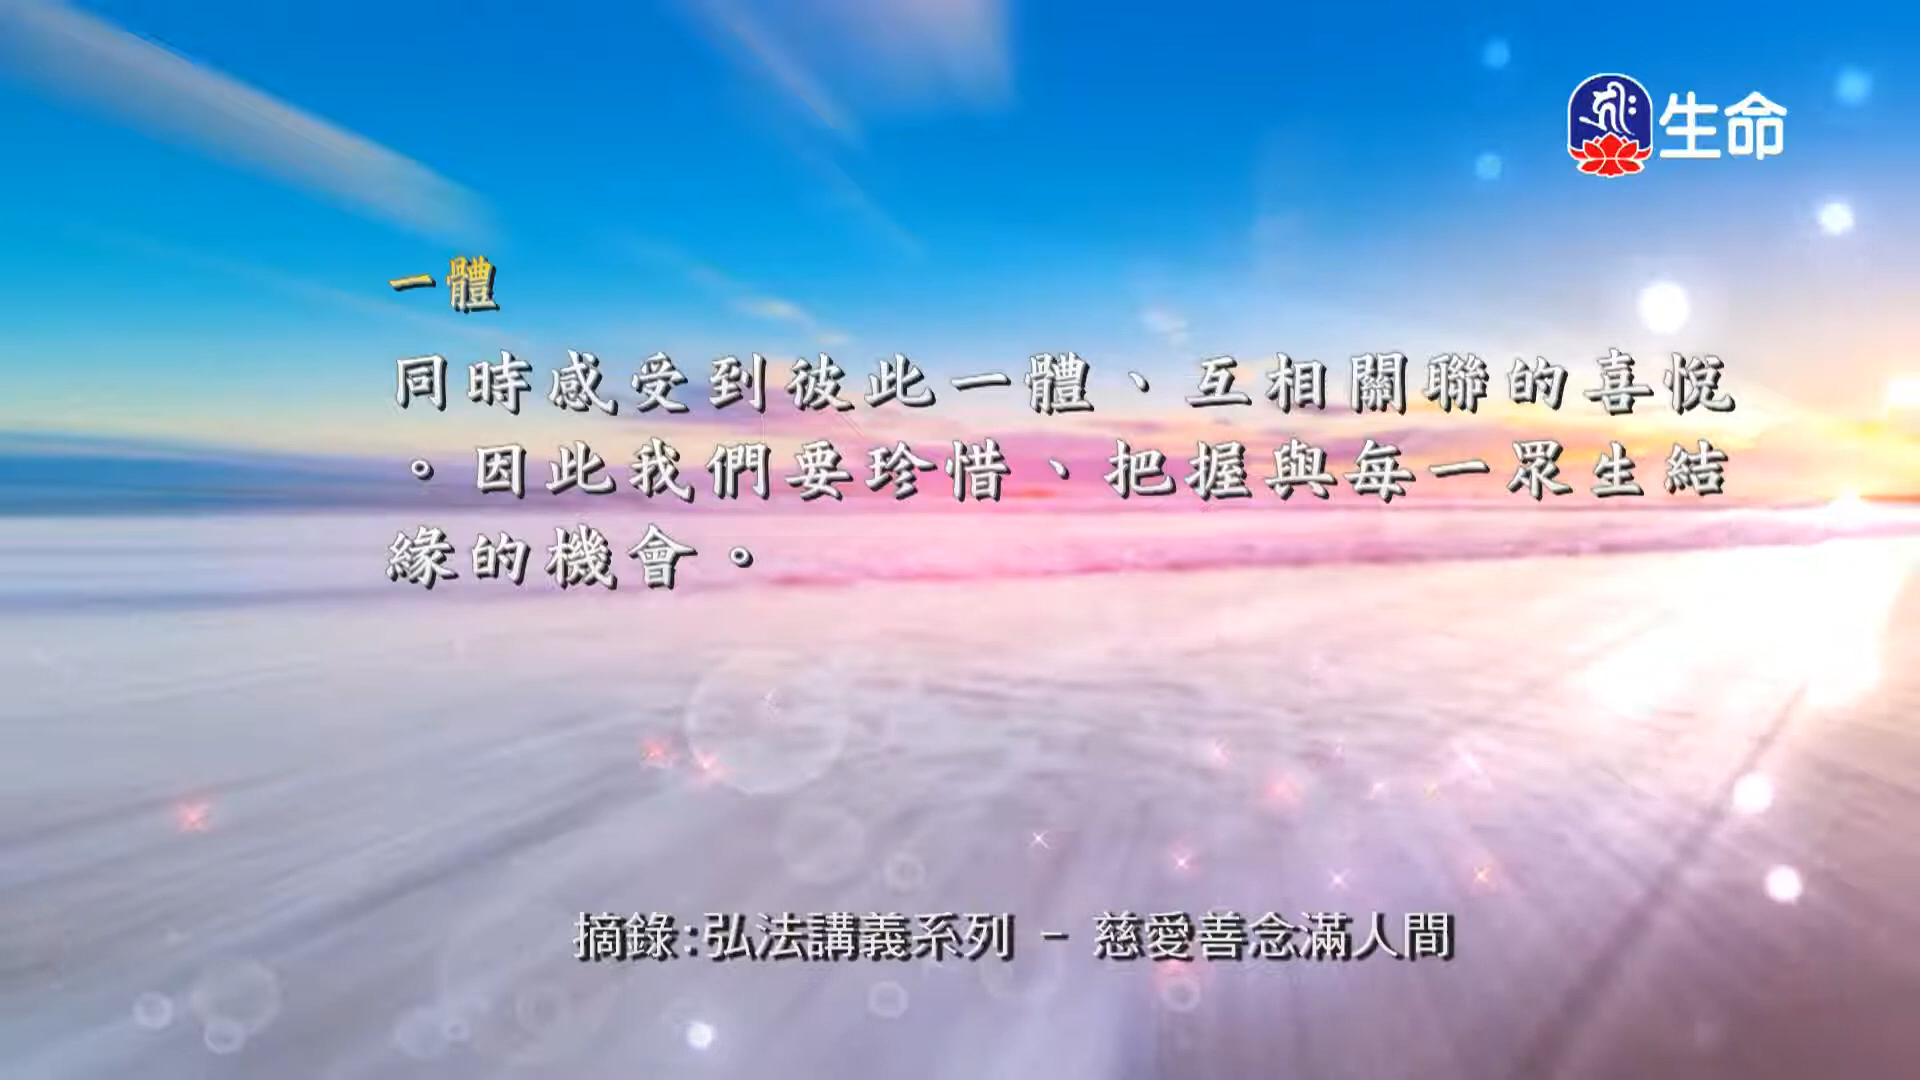 生命
一體
同時感受到彼此一體、互相關聯的喜悅
。因此我們要珍惜、把握與每一眾生結
緣的機會。
摘錄:弘法講義系列 - 慈愛善念滿人間